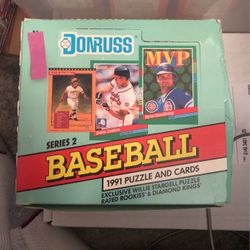 DONRUSS
MVP
SERIES 2
BASEBALL
1991 PUZZLE AND CARDS
EXCLUSIVE WILLIE STARGELL PUZZLE
RATED ROOKIES & DIAMOND KINGS